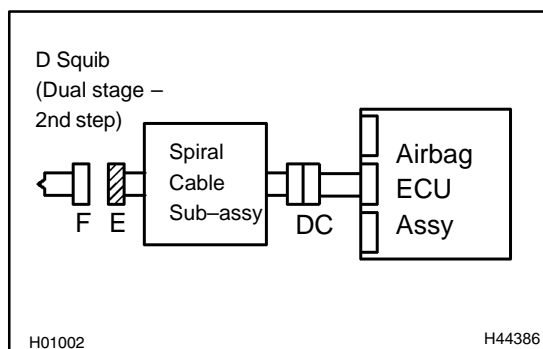 D Squib
(Dual stage –
2nd step)
Spiral
Cable
Sub–assy
Airbag
ECU
Assy
F E DC
H01002
H44386